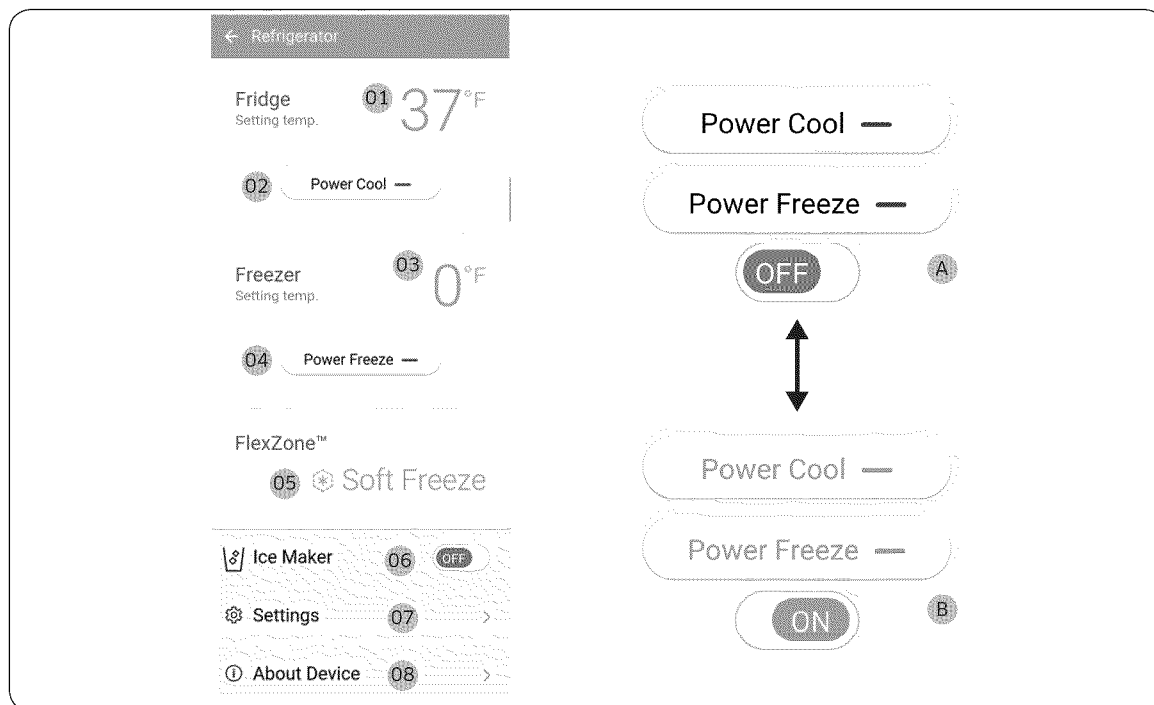 ← Refrigerator
Fridge
Setting temp.
01 37°F
02 Power Cool —
Freezer
Setting temp.
03 0°F
04 Power Freeze —
FlexZone™
05 Soft Freeze
Ice Maker 06 OFF
Settings 07 >
About Device 08 >
Power Cool —
Power Freeze —
OFF A
Power Cool —
Power Freeze —
ON B